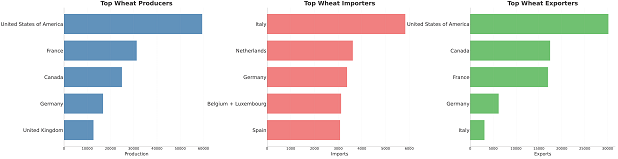 Top Wheat Producers
United States of America
France
Canada
Germany
United Kingdom
0 10000 20000 30000 40000 50000 60000
Production
Top Wheat Importers
Italy
Netherlands
Germany
Belgium + Luxembourg
Spain
0 1000 2000 3000 4000 5000 6000
Imports
Top Wheat Exporters
United States of America
Canada
France
Germany
Italy
0 5000 10000 15000 20000 25000 30000
Exports